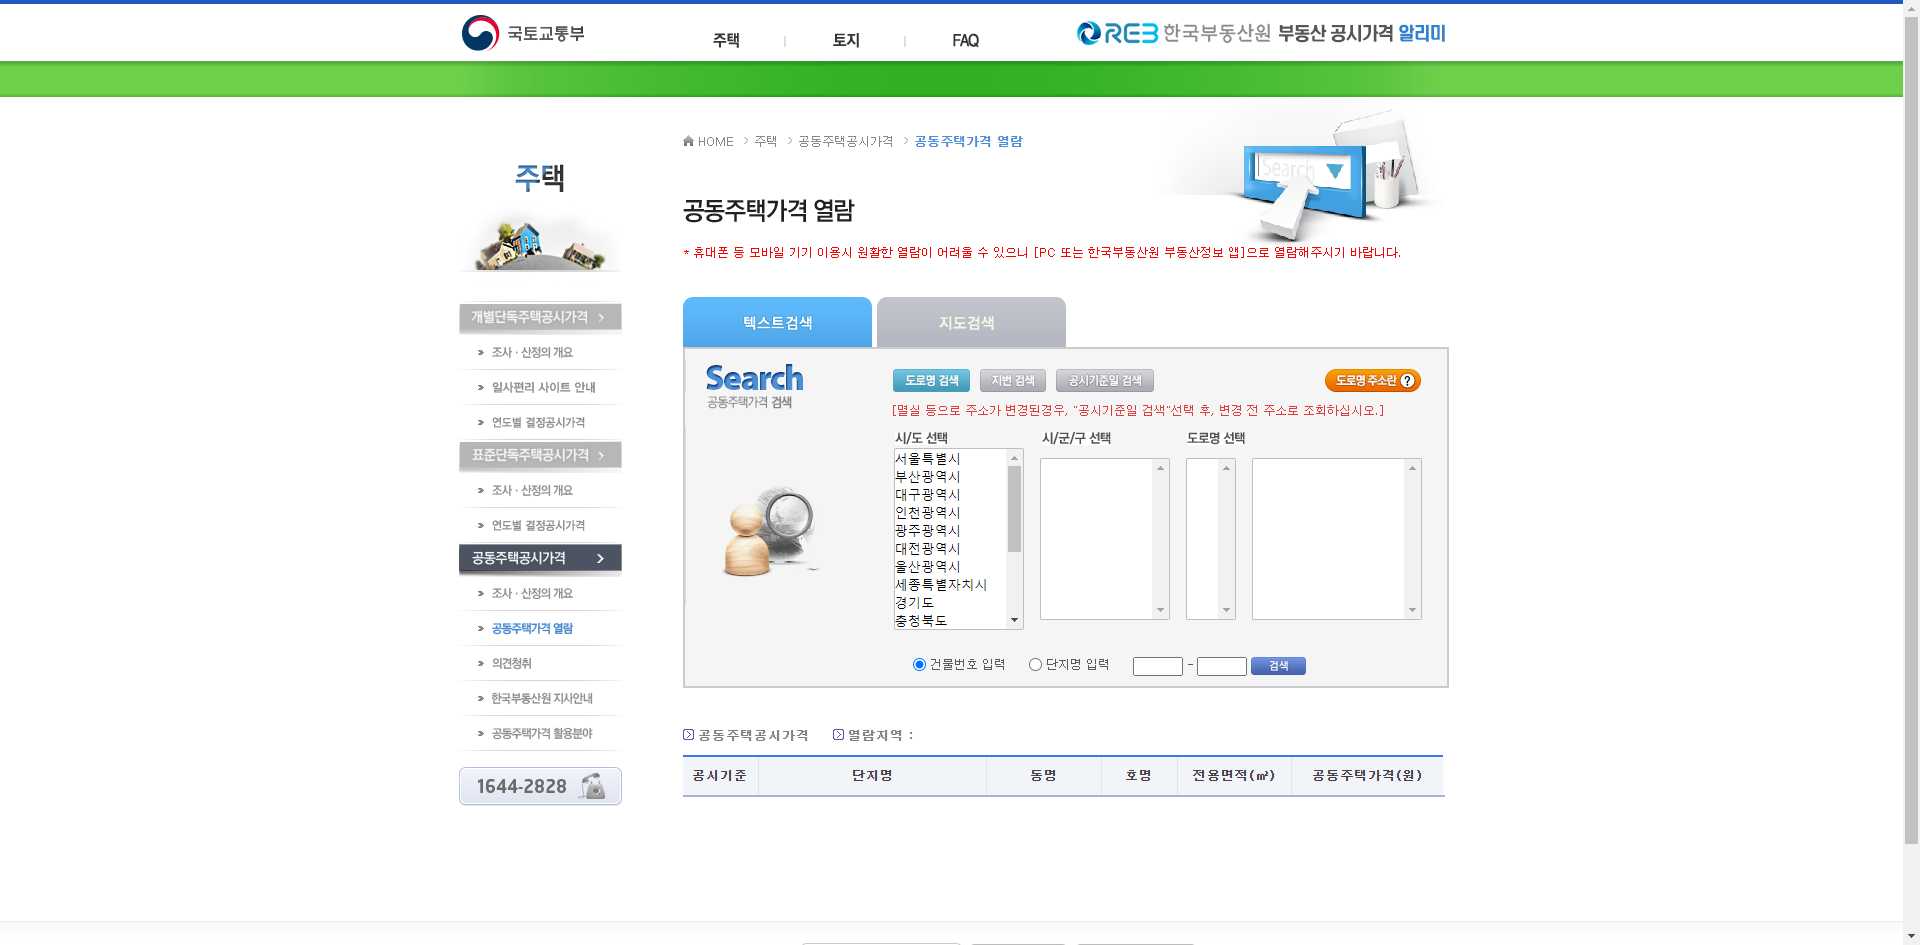 국토교통부
주택
토지
FAQ
REB 한국부동산원 부동산 공시가격 알리미
HOME 주택 공동주택공시가격 공동주택가격 열람
Search
주택
공동주택가격 열람
* 휴대폰 등 모바일 기기 이용시 원활한 열람이 어려울 수 있으니 [PC 또는 한국부동산원 부동산정보 앱]으로 열람해주시기 바랍니다.
개별단독주택공시가격
조사 · 산정의 개요
일사편리 사이트 안내
연도별 결정공시가격
표준단독주택공시가격
조사 · 산정의 개요
연도별 결정공시가격
공동주택공시가격
조사 · 산정의 개요
공동주택가격 열람
의견청취
한국부동산원 지사안내
공동주택가격 활용분야
1644-2828
텍스트검색
지도검색
Search
공동주택가격 검색
도로명 검색
지번 검색
공시기준일 검색
도로명 주소란 ?
[멸실 등으로 주소가 변경된경우, "공시기준일 검색"선택 후, 변경 전 주소로 조회하십시오.]
시/도 선택
시/군/구 선택
도로명 선택
서울특별시
부산광역시
대구광역시
인천광역시
광주광역시
대전광역시
울산광역시
세종특별자치시
경기도
충청북도
건물번호 입력
단지명 입력
-
검색
공동주택공시가격
열람지역 :
공시기준
단지명
동명
호명
전용면적(㎡)
공동주택가격(원)